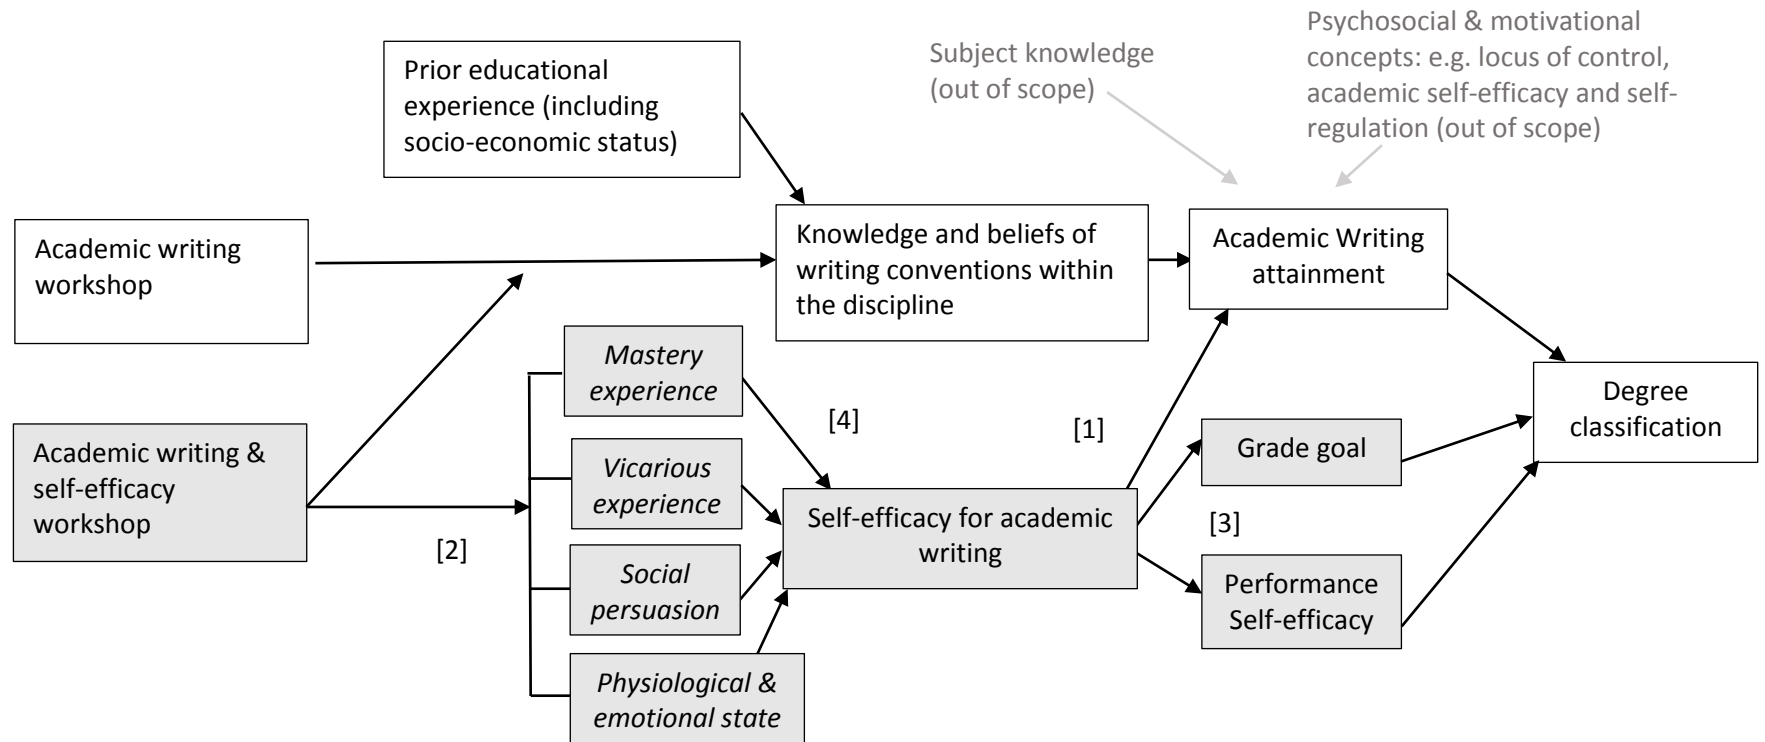 Psychosocial & motivational
concepts: e.g. locus of control,
academic self-efficacy and self-
regulation (out of scope)
Subject knowledge
(out of scope)
Prior educational
experience (including
socio-economic status)
Academic writing
workshop
Knowledge and beliefs of
writing conventions within
the discipline
Academic Writing
attainment
Mastery
experience
[4]
[1]
Degree
classification
Academic writing &
self-efficacy
workshop
Vicarious
experience
Grade goal
Self-efficacy for academic
writing
[3]
[2]
Social
persuasion
Performance
Self-efficacy
Physiological &
emotional state